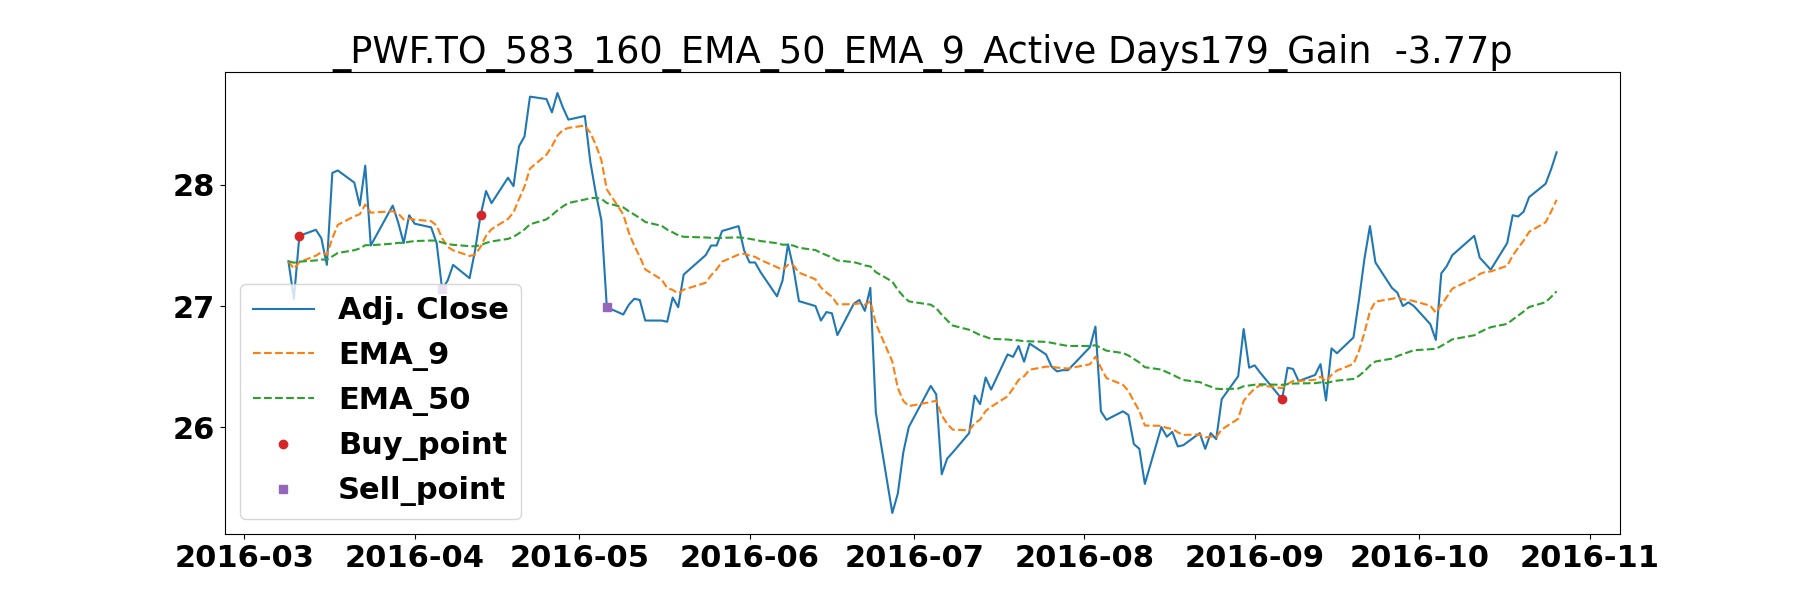 _PWF.TO_583_160_EMA_50_EMA_9_Active Days179_Gain  -3.77p
28
27
26
Adj. Close
EMA_9
EMA_50
Buy_point
Sell_point
2016-03 2016-04 2016-05 2016-06 2016-07 2016-08 2016-09 2016-10 2016-11